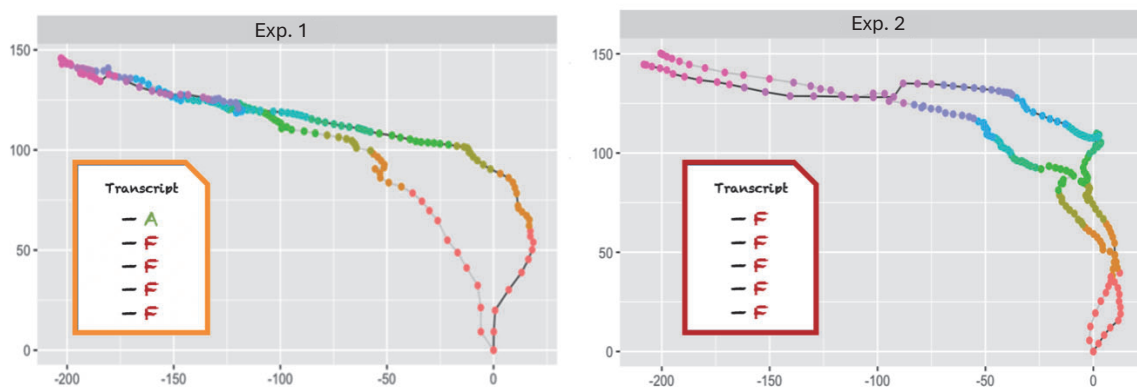 Exp. 1
150
100
50
0
Transcript
– A
– F
– F
– F
– F
-200 -150 -100 -50 0
Exp. 2
150
100
50
0
Transcript
– F
– F
– F
– F
– F
-200 -150 -100 -50 0